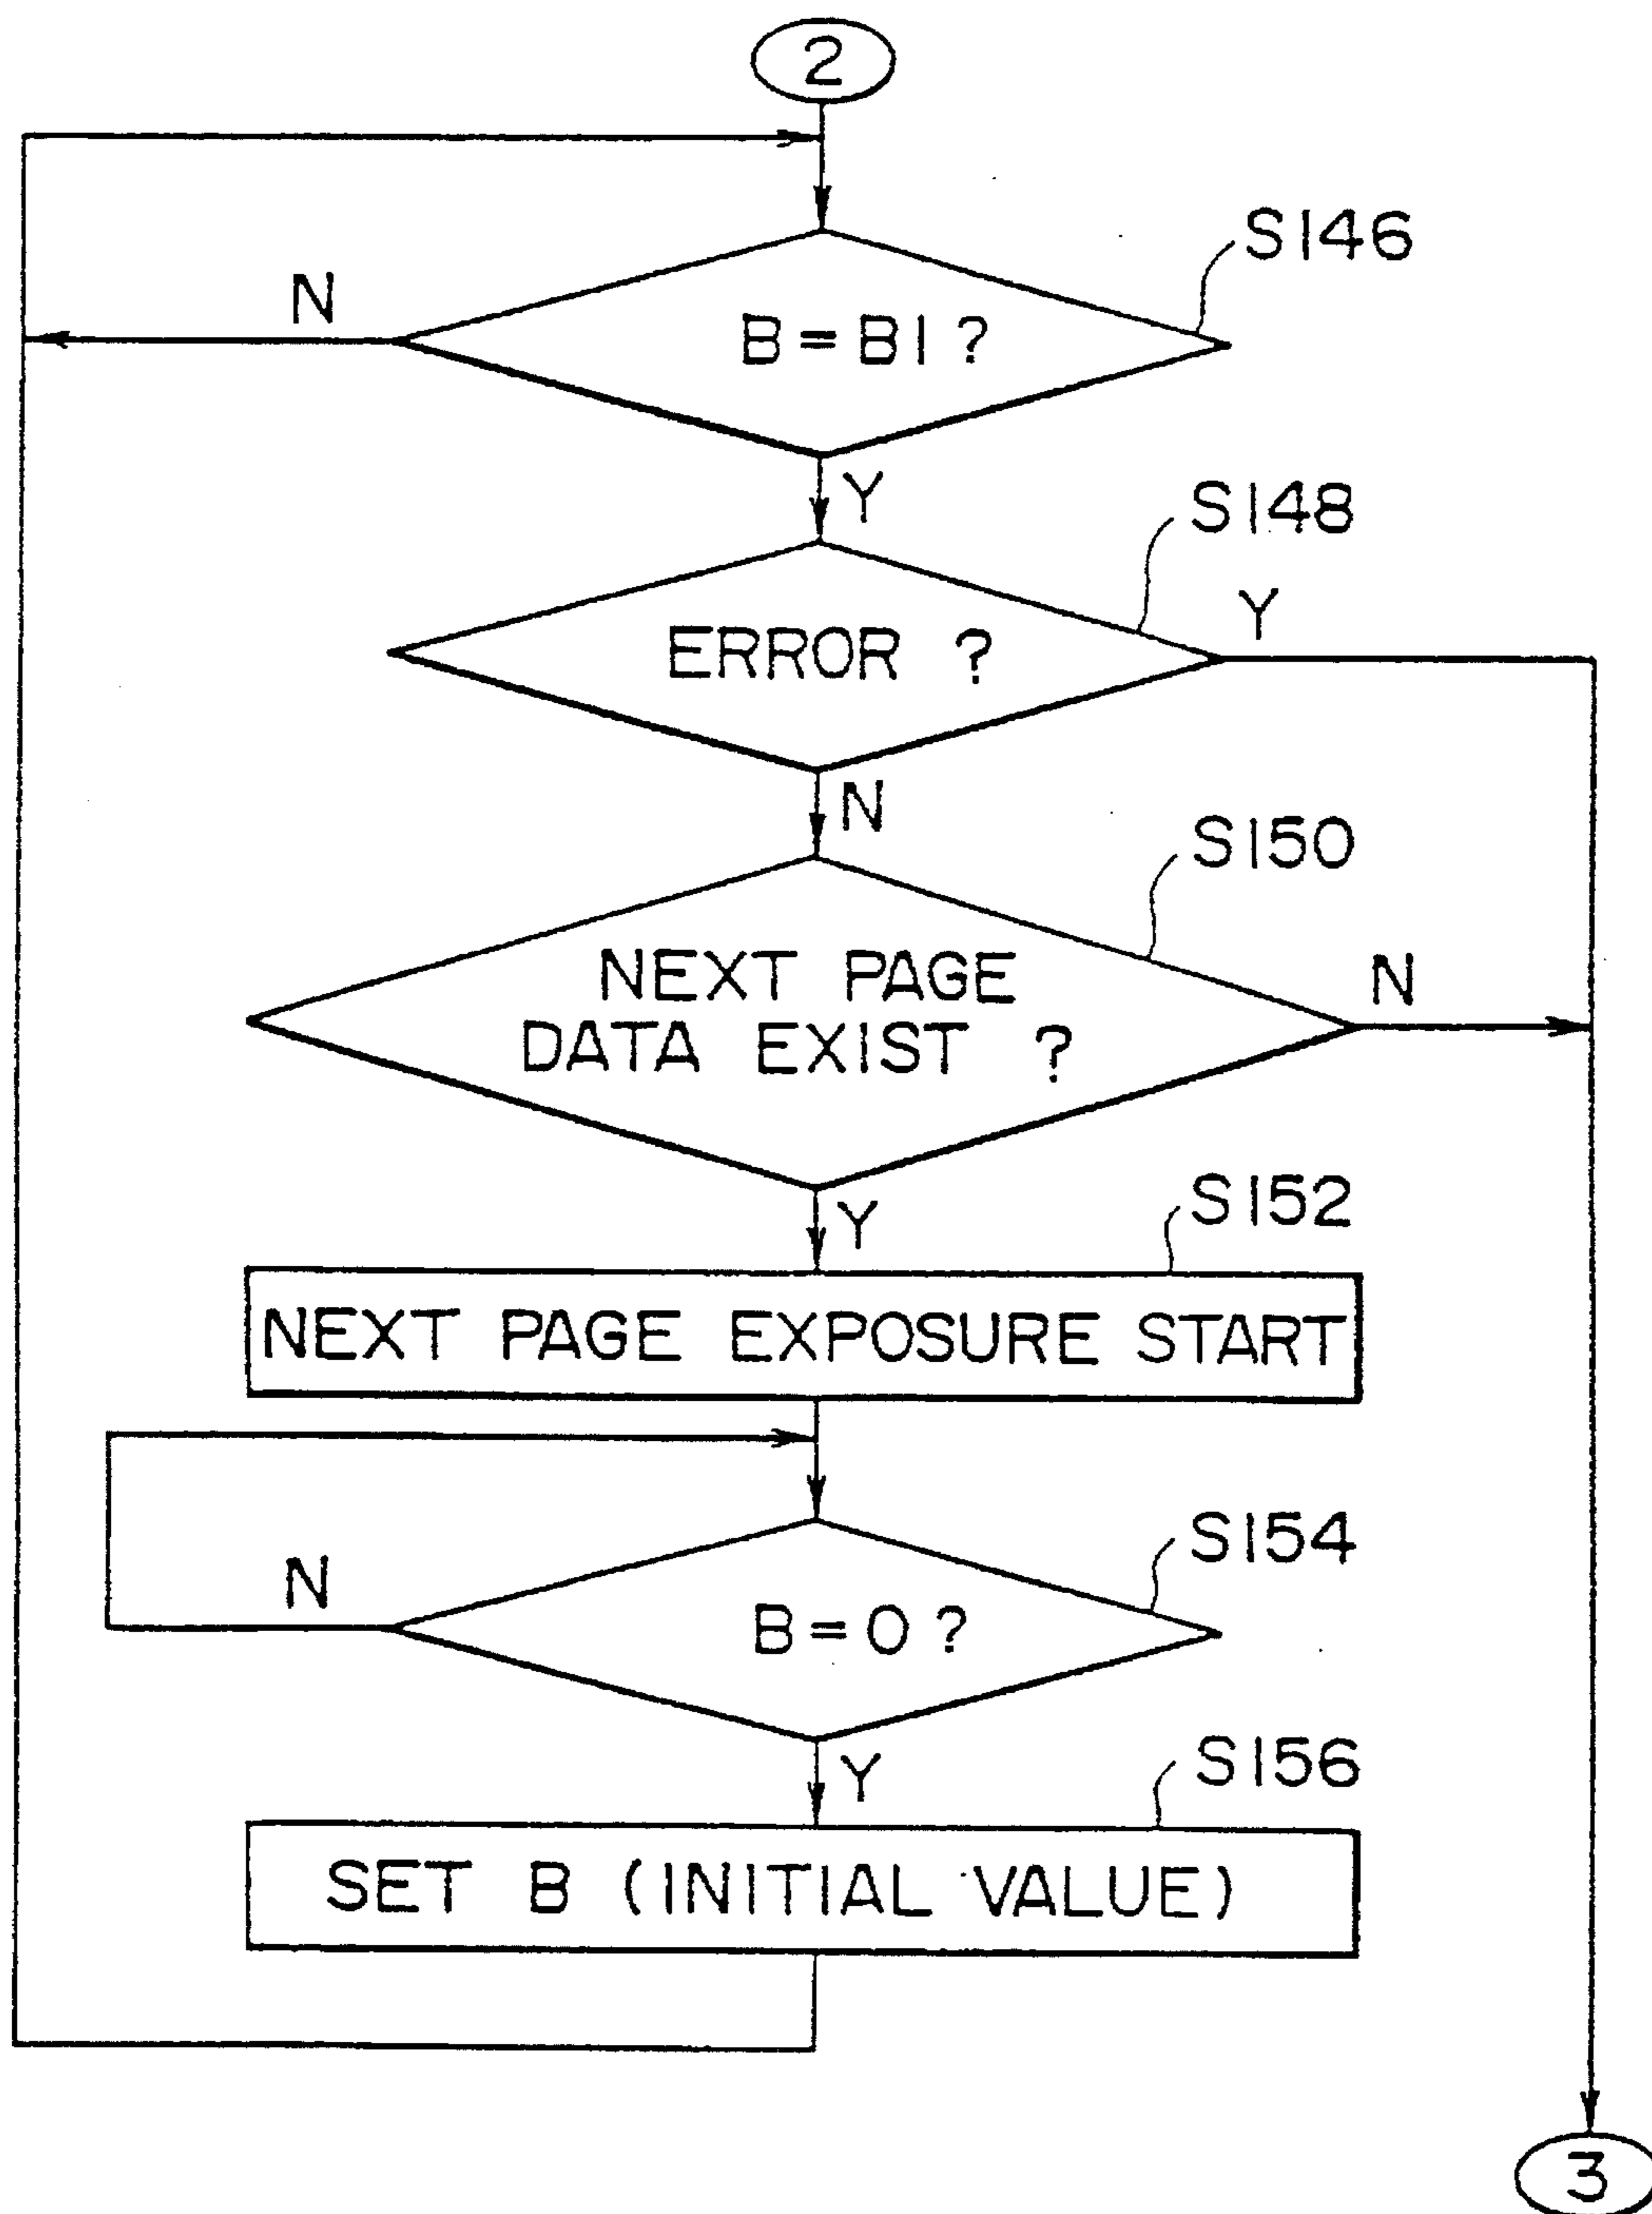 2
S146
N
B=B1?
Y
S148
Y
ERROR ?
N
S150
NEXT PAGE
N
DATA EXIST ?
S152
Y
NEXT PAGE EXPOSURE START
S154
N
B=0?
S156
Y
SET B (INITIAL VALUE)
3